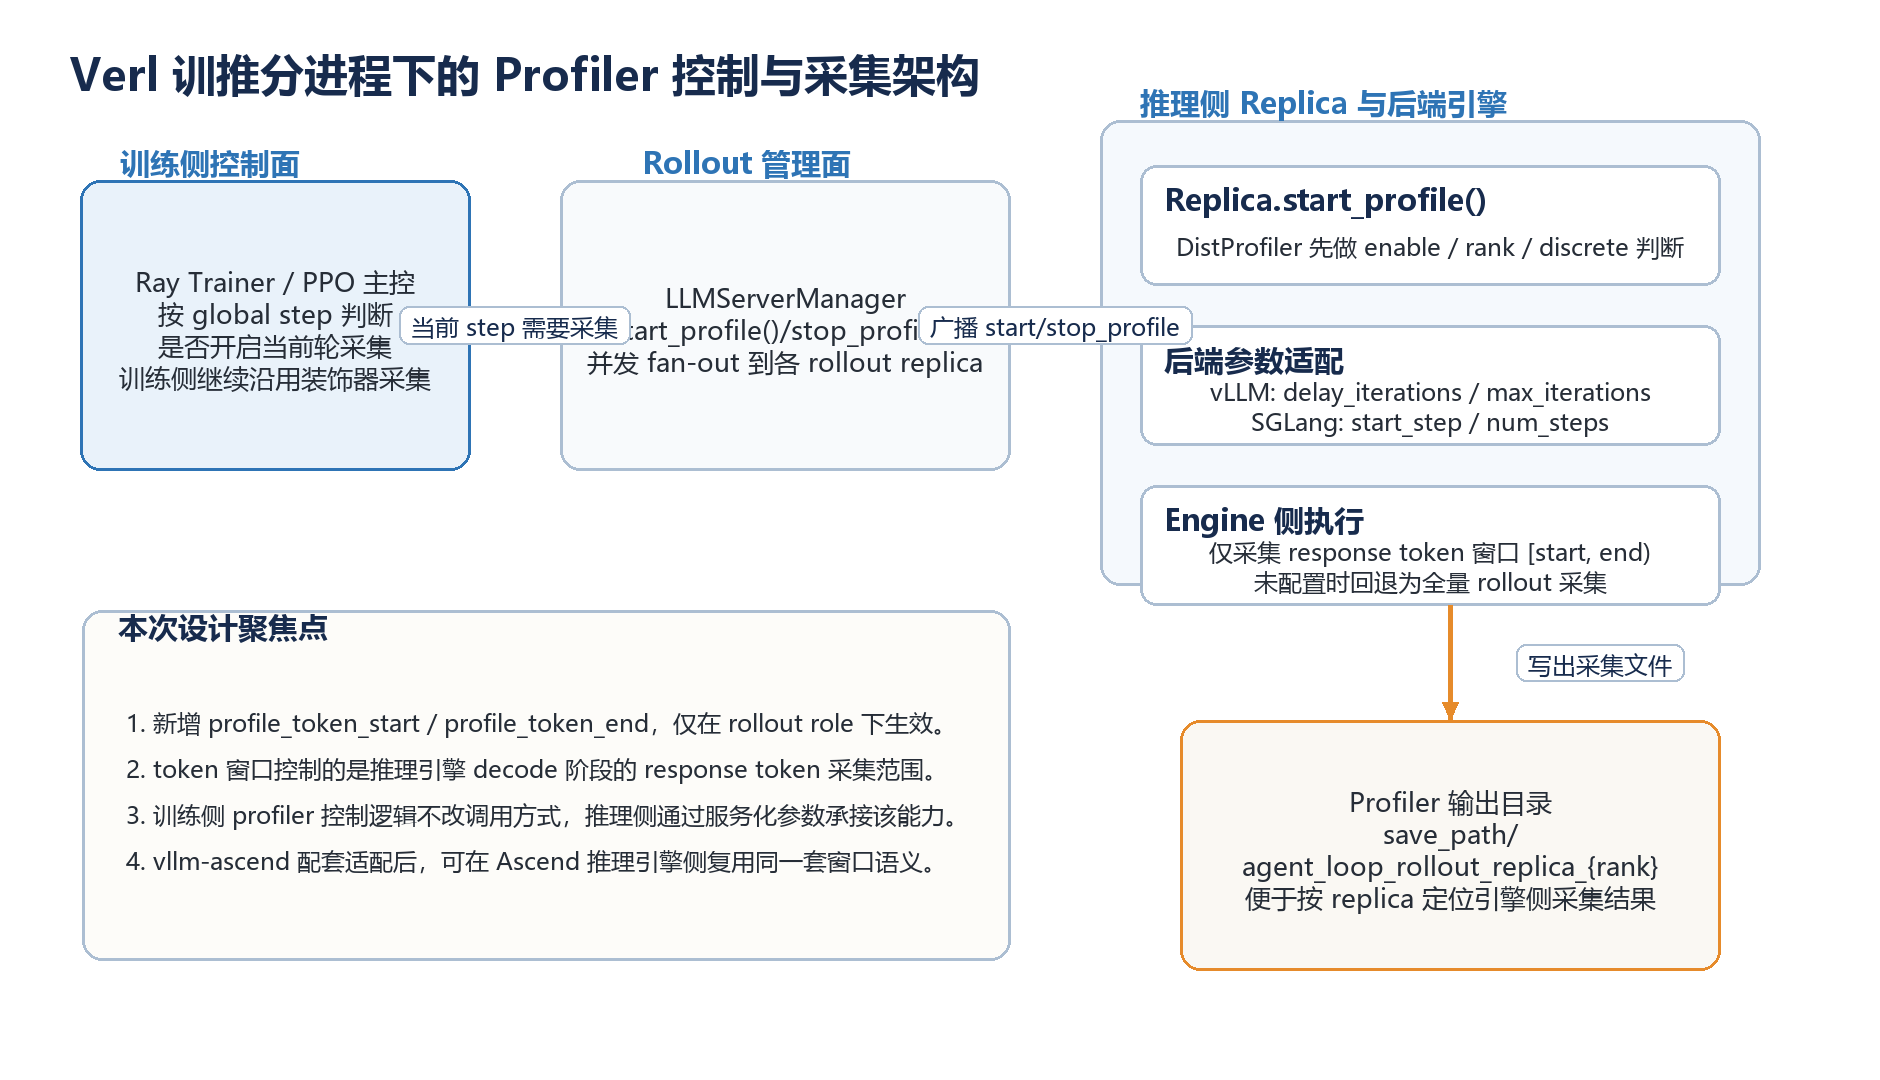 Verl 训推分进程下的 Profiler 控制与采集架构
训练侧控制面
Ray Trainer / PPO 主控
按 global step 判断
是否开启当前轮采集
训练侧继续沿用装饰器采集
当前 step 需要采集
Rollout 管理面
LLMServerManager
tart_profile()/stop_profi
并发 fan-out 到各 rollout replica
广播 start/stop_profile
推理侧 Replica 与后端引擎
Replica.start_profile()
DistProfiler 先做 enable / rank / discrete 判断
后端参数适配
vLLM: delay_iterations / max_iterations
SGLang: start_step / num_steps
Engine 侧执行
仅采集 response token 窗口 [start, end)
未配置时回退为全量 rollout 采集
写出采集文件
Profiler 输出目录
save_path/
agent_loop_rollout_replica_{rank}
便于按 replica 定位引擎侧采集结果
本次设计聚焦点
1. 新增 profile_token_start / profile_token_end，仅在 rollout role 下生效。
2. token 窗口控制的是推理引擎 decode 阶段的 response token 采集范围。
3. 训练侧 profiler 控制逻辑不改调用方式，推理侧通过服务化参数承接该能力。
4. vllm-ascend 配套适配后，可在 Ascend 推理引擎侧复用同一套窗口语义。